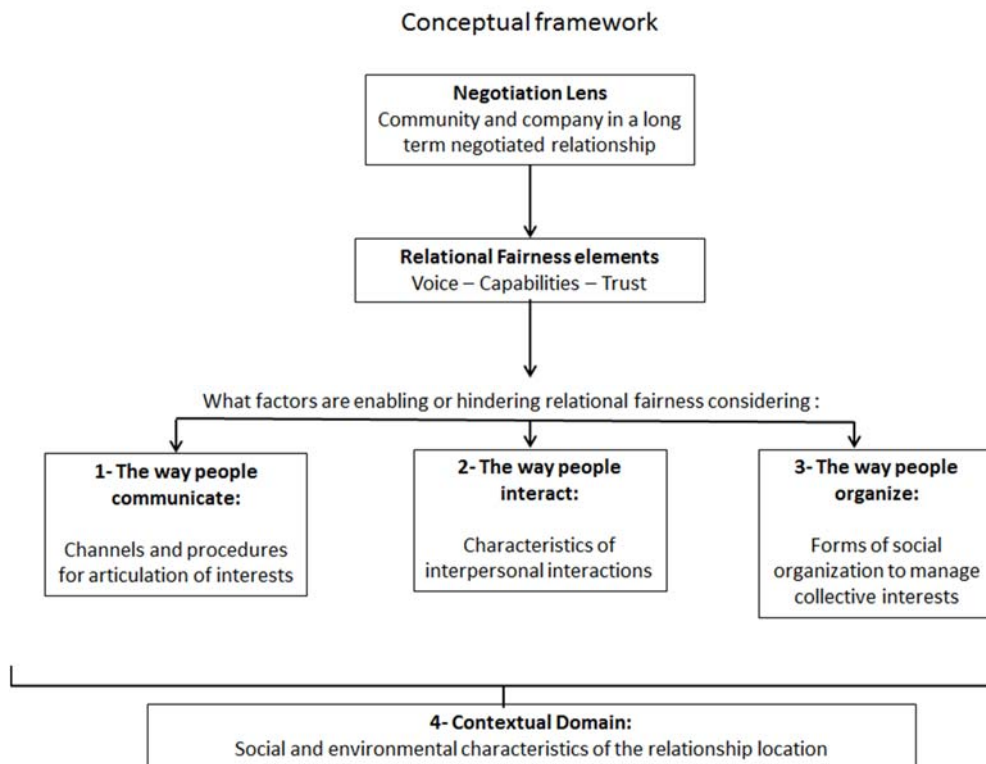 Conceptual framework
Negotiation Lens
Community and company in a long
term negotiated relationship
Relational Fairness elements
Voice – Capabilities – Trust
What factors are enabling or hindering relational fairness considering :
1- The way people
communicate:
Channels and procedures
for articulation of interests
2- The way people
interact:
Characteristics of
interpersonal interactions
3- The way people
organize:
Forms of social
organization to manage
collective interests
4- Contextual Domain:
Social and environmental characteristics of the relationship location